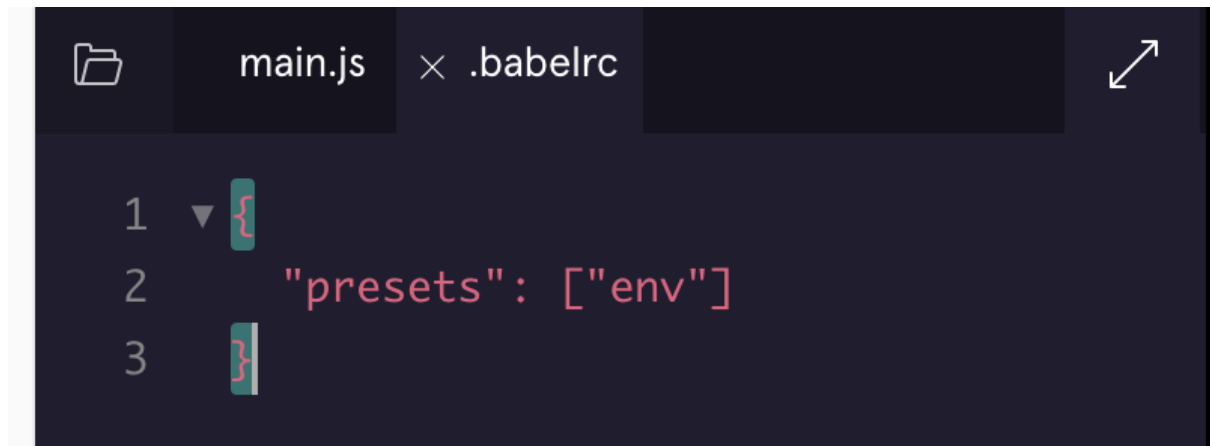 main.js × .babelrc
1 ▼ {
2 "presets": ["env"]
3 }